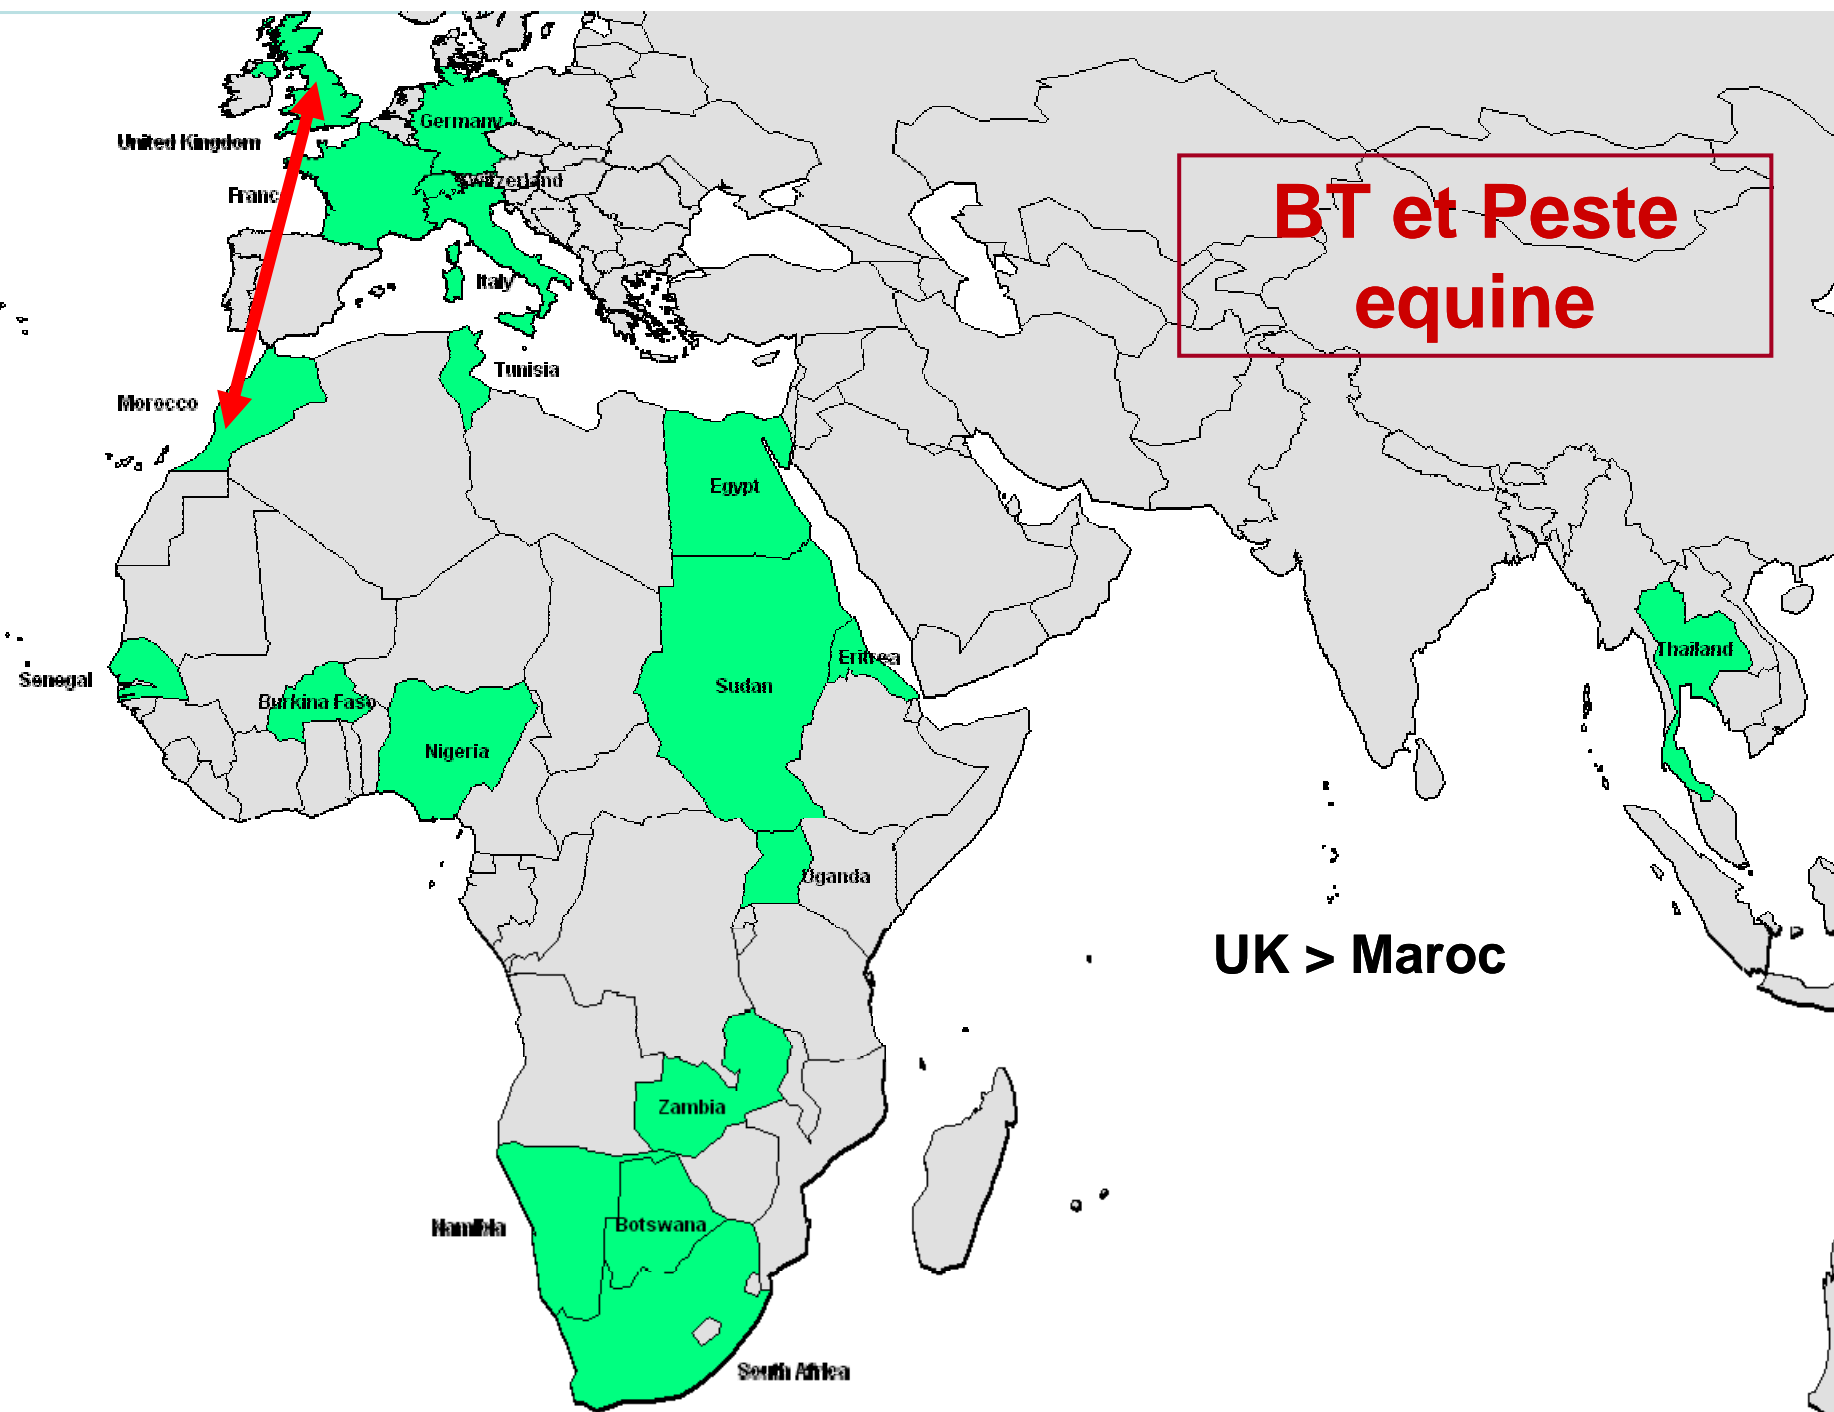 United Kingdom
Germany
Switzerland
Franc
Italy
BT et Peste
equine
Tunisia
Morocco
Egypt
Senegal
Burkina Faso
Nigeria
Sudan
Eritrea
Thailand
Uganda
UK > Maroc
Zambia
Namibia
Botswana
South Africa